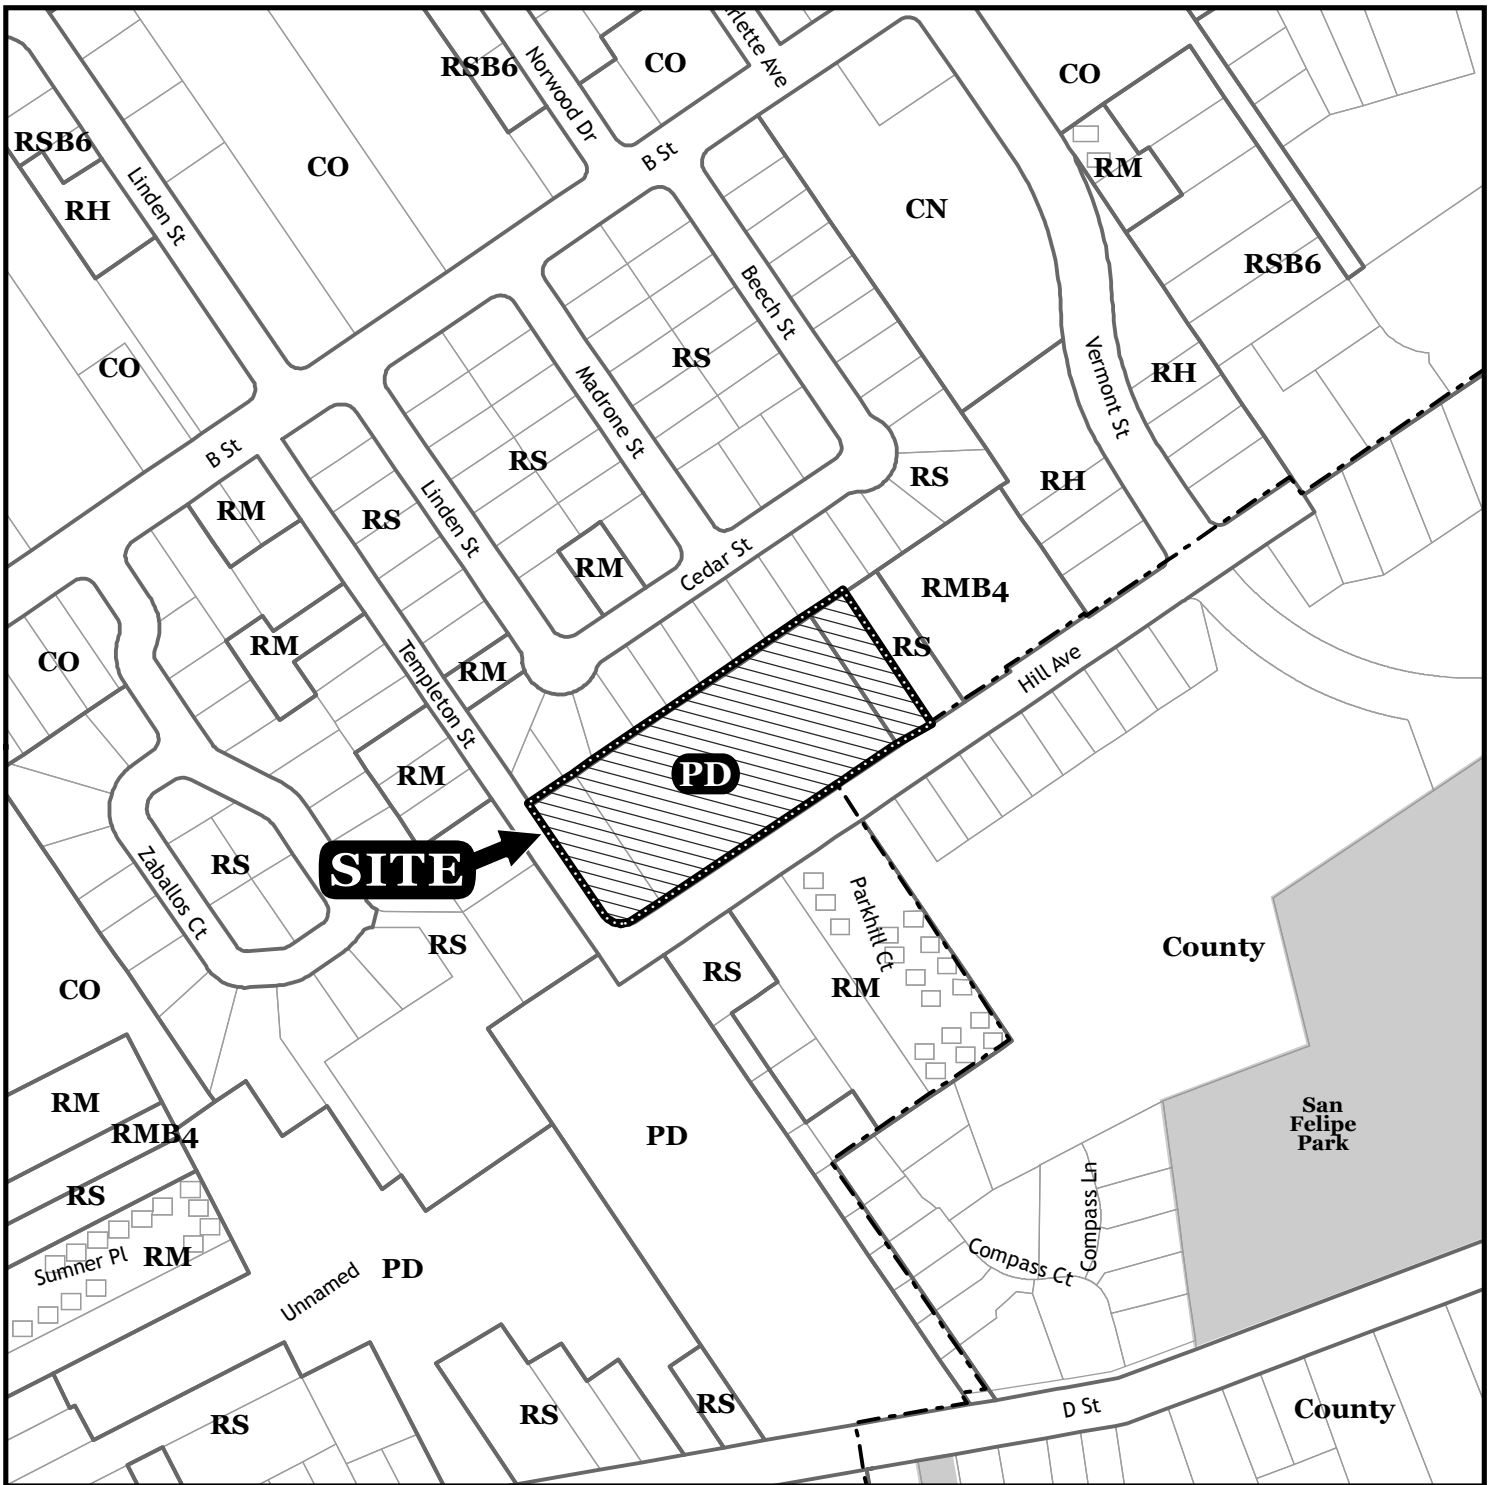 RSB6
Norwood Dr
CO
rlette Ave
CO
RSB6
CO
B St
RM
RH
Linden St
CN
RSB6
Beech St
CO
RS
Madrone St
Vermont St
RH
B St
RS
RS
RH
RM
RS
Linden St
Cedar St
RM
RMB4
RM
RS
CO
RM
Templeton St
Hill Ave
RM
PD
SITE
RS
Zaballos Ct
Parkhill Ct
RS
RS
RM
County
CO
RM
RMB4
PD
San
Felipe
Park
RS
Sumner Pl
RM
Unnamed
PD
Compass Ct
Compass Ln
RS
RS
RS
D St
County